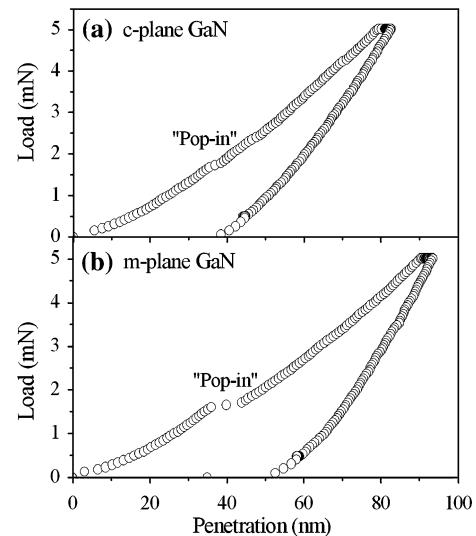 (a) c-plane GaN
"Pop-in"
Load (mN)
5
4
3
2
1
0
(b) m-plane GaN
"Pop-in"
Load (mN)
5
4
3
2
1
0
0 20 40 60 80 100
Penetration (nm)